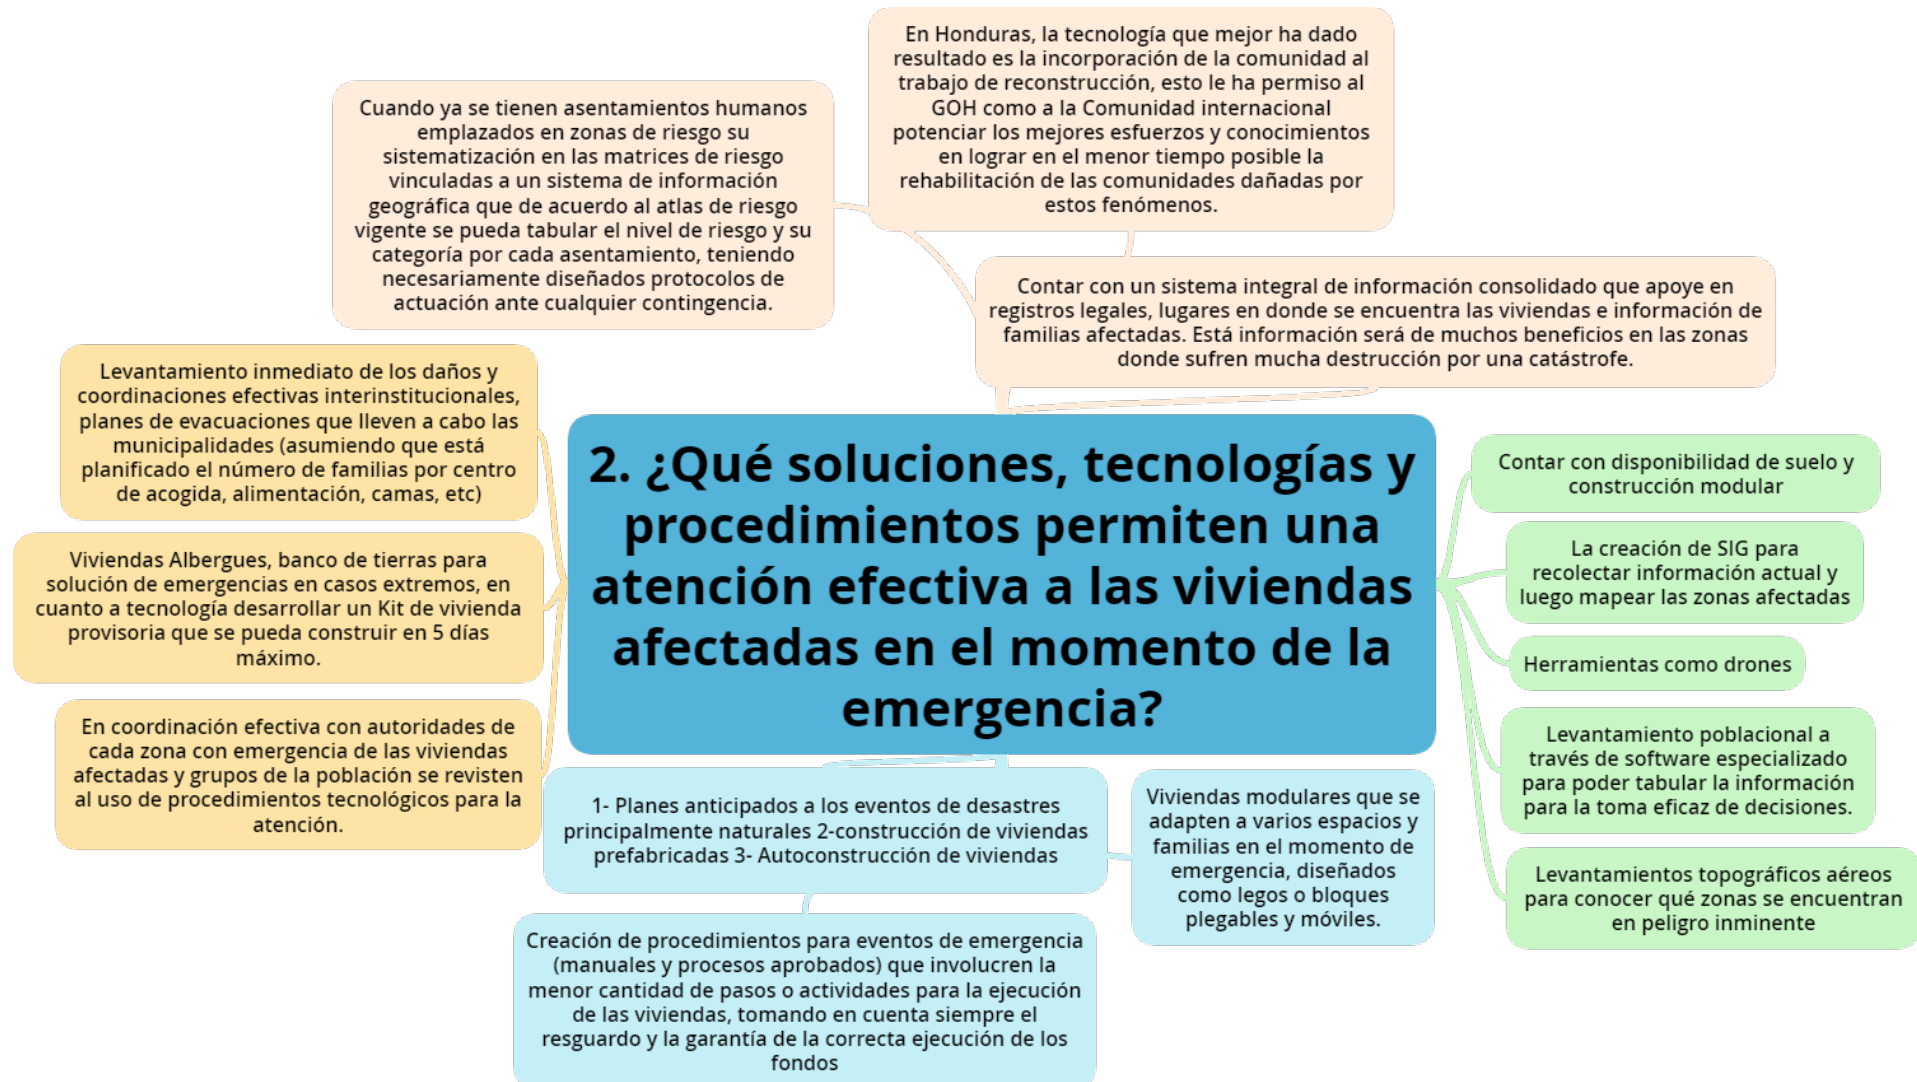 En Honduras, la tecnología que mejor ha dado
resultado es la incorporación de la comunidad al
trabajo de reconstrucción, esto le ha permiso al
GOH como a la Comunidad internacional
potenciar los mejores esfuerzos y conocimientos
en lograr en el menor tiempo posible la
rehabilitación de las comunidades dañadas por
estos fenómenos.
Cuando ya se tienen asentamientos humanos
emplazados en zonas de riesgo su
sistematización en las matrices de riesgo
vinculadas a un sistema de información
geográfica que de acuerdo al atlas de riesgo
vigente se pueda tabular el nivel de riesgo y su
categoría por cada asentamiento, teniendo
necesariamente diseñados protocolos de
actuación ante cualquier contingencia.
Contar con un sistema integral de información consolidado que apoye en
registros legales, lugares en donde se encuentra las viviendas e información de
familias afectadas. Está información será de muchos beneficios en las zonas
donde sufren mucha destrucción por una catástrofe.
Levantamiento inmediato de los daños y
coordinaciones efectivas interinstitucionales,
planes de evacuaciones que lleven a cabo las
municipalidades (asumiendo que está
planificado el número de familias por centro
de acogida, alimentación, camas, etc)
Viviendas Albergues, banco de tierras para
solución de emergencias en casos extremos, en
cuanto a tecnología desarrollar un Kit de vivienda
provisoria que se pueda construir en 5 días
máximo.
En coordinación efectiva con autoridades de
cada zona con emergencia de las viviendas
afectadas y grupos de la población se revisten
al uso de procedimientos tecnológicos para la
atención.
2. ¿Qué soluciones, tecnologías y
procedimientos permiten una
atención efectiva a las viviendas
afectadas en el momento de la
emergencia?
Contar con disponibilidad de suelo y
construcción modular
La creación de SIG para
recolectar información actual y
luego mapear las zonas afectadas
Herramientas como drones
Levantamiento poblacional a
través de software especializado
para poder tabular la información
para la toma eficaz de decisiones.
Levantamientos topográficos aéreos
para conocer qué zonas se encuentran
en peligro inminente
1- Planes anticipados a los eventos de desastres
principalmente naturales 2-construcción de viviendas
prefabricadas 3- Autoconstrucción de viviendas
Viviendas modulares que se
adapten a varios espacios y
familias en el momento de
emergencia, diseñados
como legos o bloques
plegables y móviles.
Creación de procedimientos para eventos de emergencia
(manuales y procesos aprobados) que involucren la
menor cantidad de pasos o actividades para la ejecución
de las viviendas, tomando en cuenta siempre el
resguardo y la garantía de la correcta ejecución de los
fondos